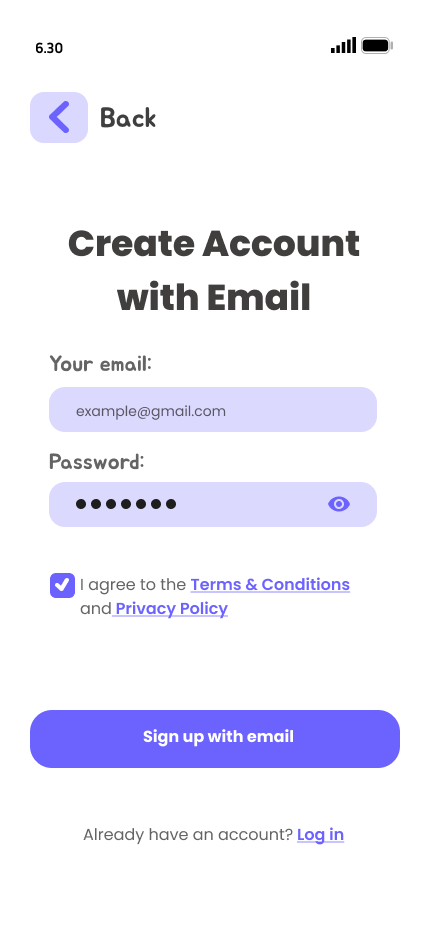 6.30
Back
Create Account
with Email
Your email:
example@gmail.com
Password:
I agree to the Terms & Conditions
and Privacy Policy
Sign up with email
Already have an account? Log in